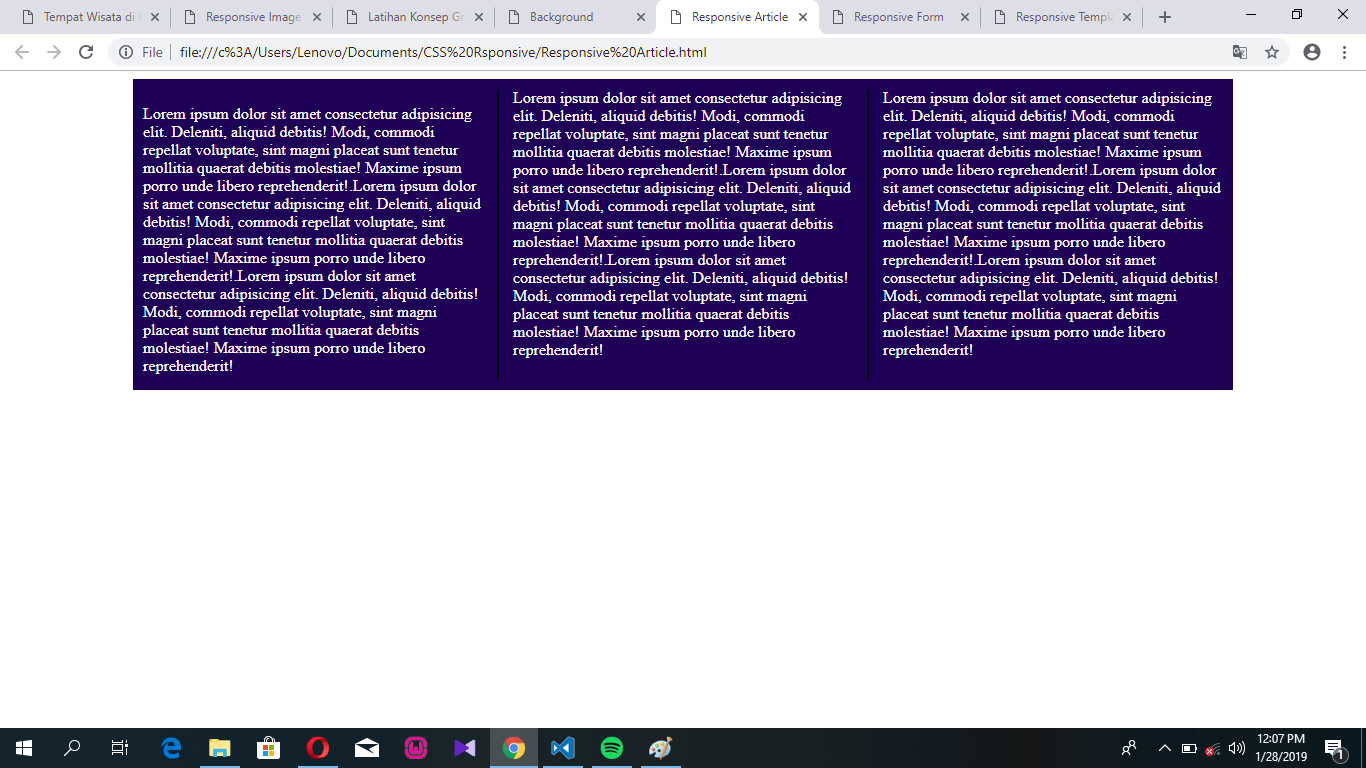 Tempat Wisata di
Responsive Image
Latihan Konsep Gr
Background
Responsive Article
Responsive Form
Responsive Templa
File
file:///c%3A/Users/Lenovo/Documents/CSS%20Rsponsive/Responsive%20Article.html
Lorem ipsum dolor sit amet consectetur adipisicing
elit. Deleniti, aliquid debitis! Modi, commodi
repellat voluptate, sint magni placeat sunt tenetur
mollitia quaerat debitis molestiae! Maxime ipsum
porro unde libero reprehenderit!.Lorem ipsum dolor
sit amet consectetur adipisicing elit. Deleniti, aliquid
debitis! Modi, commodi repellat voluptate, sint
magni placeat sunt tenetur mollitia quaerat debitis
molestiae! Maxime ipsum porro unde libero
reprehenderit!.Lorem ipsum dolor sit amet
consectetur adipisicing elit. Deleniti, aliquid debitis!
Modi, commodi repellat voluptate, sint magni
placeat sunt tenetur mollitia quaerat debitis
molestiae! Maxime ipsum porro unde libero
reprehenderit!
Lorem ipsum dolor sit amet consectetur adipisicing
elit. Deleniti, aliquid debitis! Modi, commodi
repellat voluptate, sint magni placeat sunt tenetur
mollitia quaerat debitis molestiae! Maxime ipsum
porro unde libero reprehenderit!.Lorem ipsum dolor
sit amet consectetur adipisicing elit. Deleniti, aliquid
debitis! Modi, commodi repellat voluptate, sint
magni placeat sunt tenetur mollitia quaerat debitis
molestiae! Maxime ipsum porro unde libero
reprehenderit!.Lorem ipsum dolor sit amet
consectetur adipisicing elit. Deleniti, aliquid debitis!
Modi, commodi repellat voluptate, sint magni
placeat sunt tenetur mollitia quaerat debitis
molestiae! Maxime ipsum porro unde libero
reprehenderit!
Lorem ipsum dolor sit amet consectetur adipisicing
elit. Deleniti, aliquid debitis! Modi, commodi
repellat voluptate, sint magni placeat sunt tenetur
mollitia quaerat debitis molestiae! Maxime ipsum
porro unde libero reprehenderit!.Lorem ipsum dolor
sit amet consectetur adipisicing elit. Deleniti, aliquid
debitis! Modi, commodi repellat voluptate, sint
magni placeat sunt tenetur mollitia quaerat debitis
molestiae! Maxime ipsum porro unde libero
reprehenderit!.Lorem ipsum dolor sit amet
consectetur adipisicing elit. Deleniti, aliquid debitis!
Modi, commodi repellat voluptate, sint magni
placeat sunt tenetur mollitia quaerat debitis
molestiae! Maxime ipsum porro unde libero
reprehenderit!
12:07 PM
1/28/2019
1